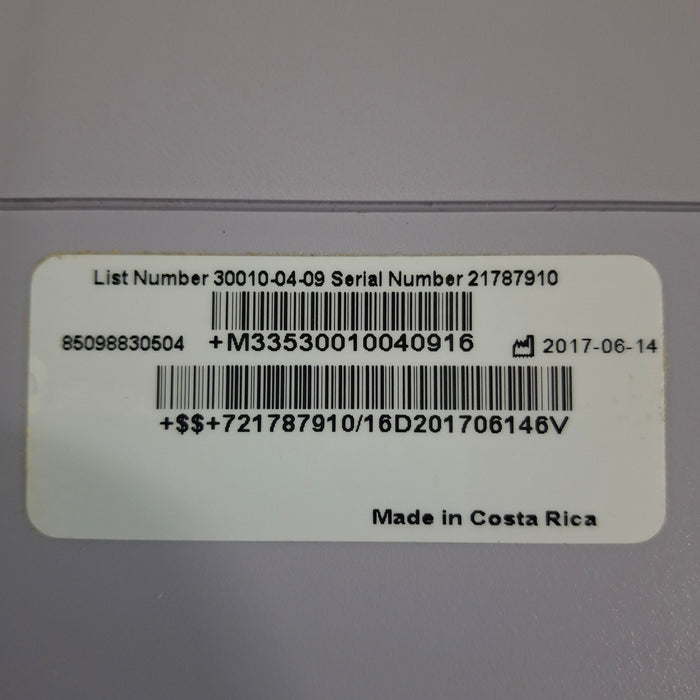 List Number 30010-04-09 Serial Number 21787910
85098830504 +M33530010040916 2017-06-14
+$$+721787910/16D201706146V
Made in Costa Rica